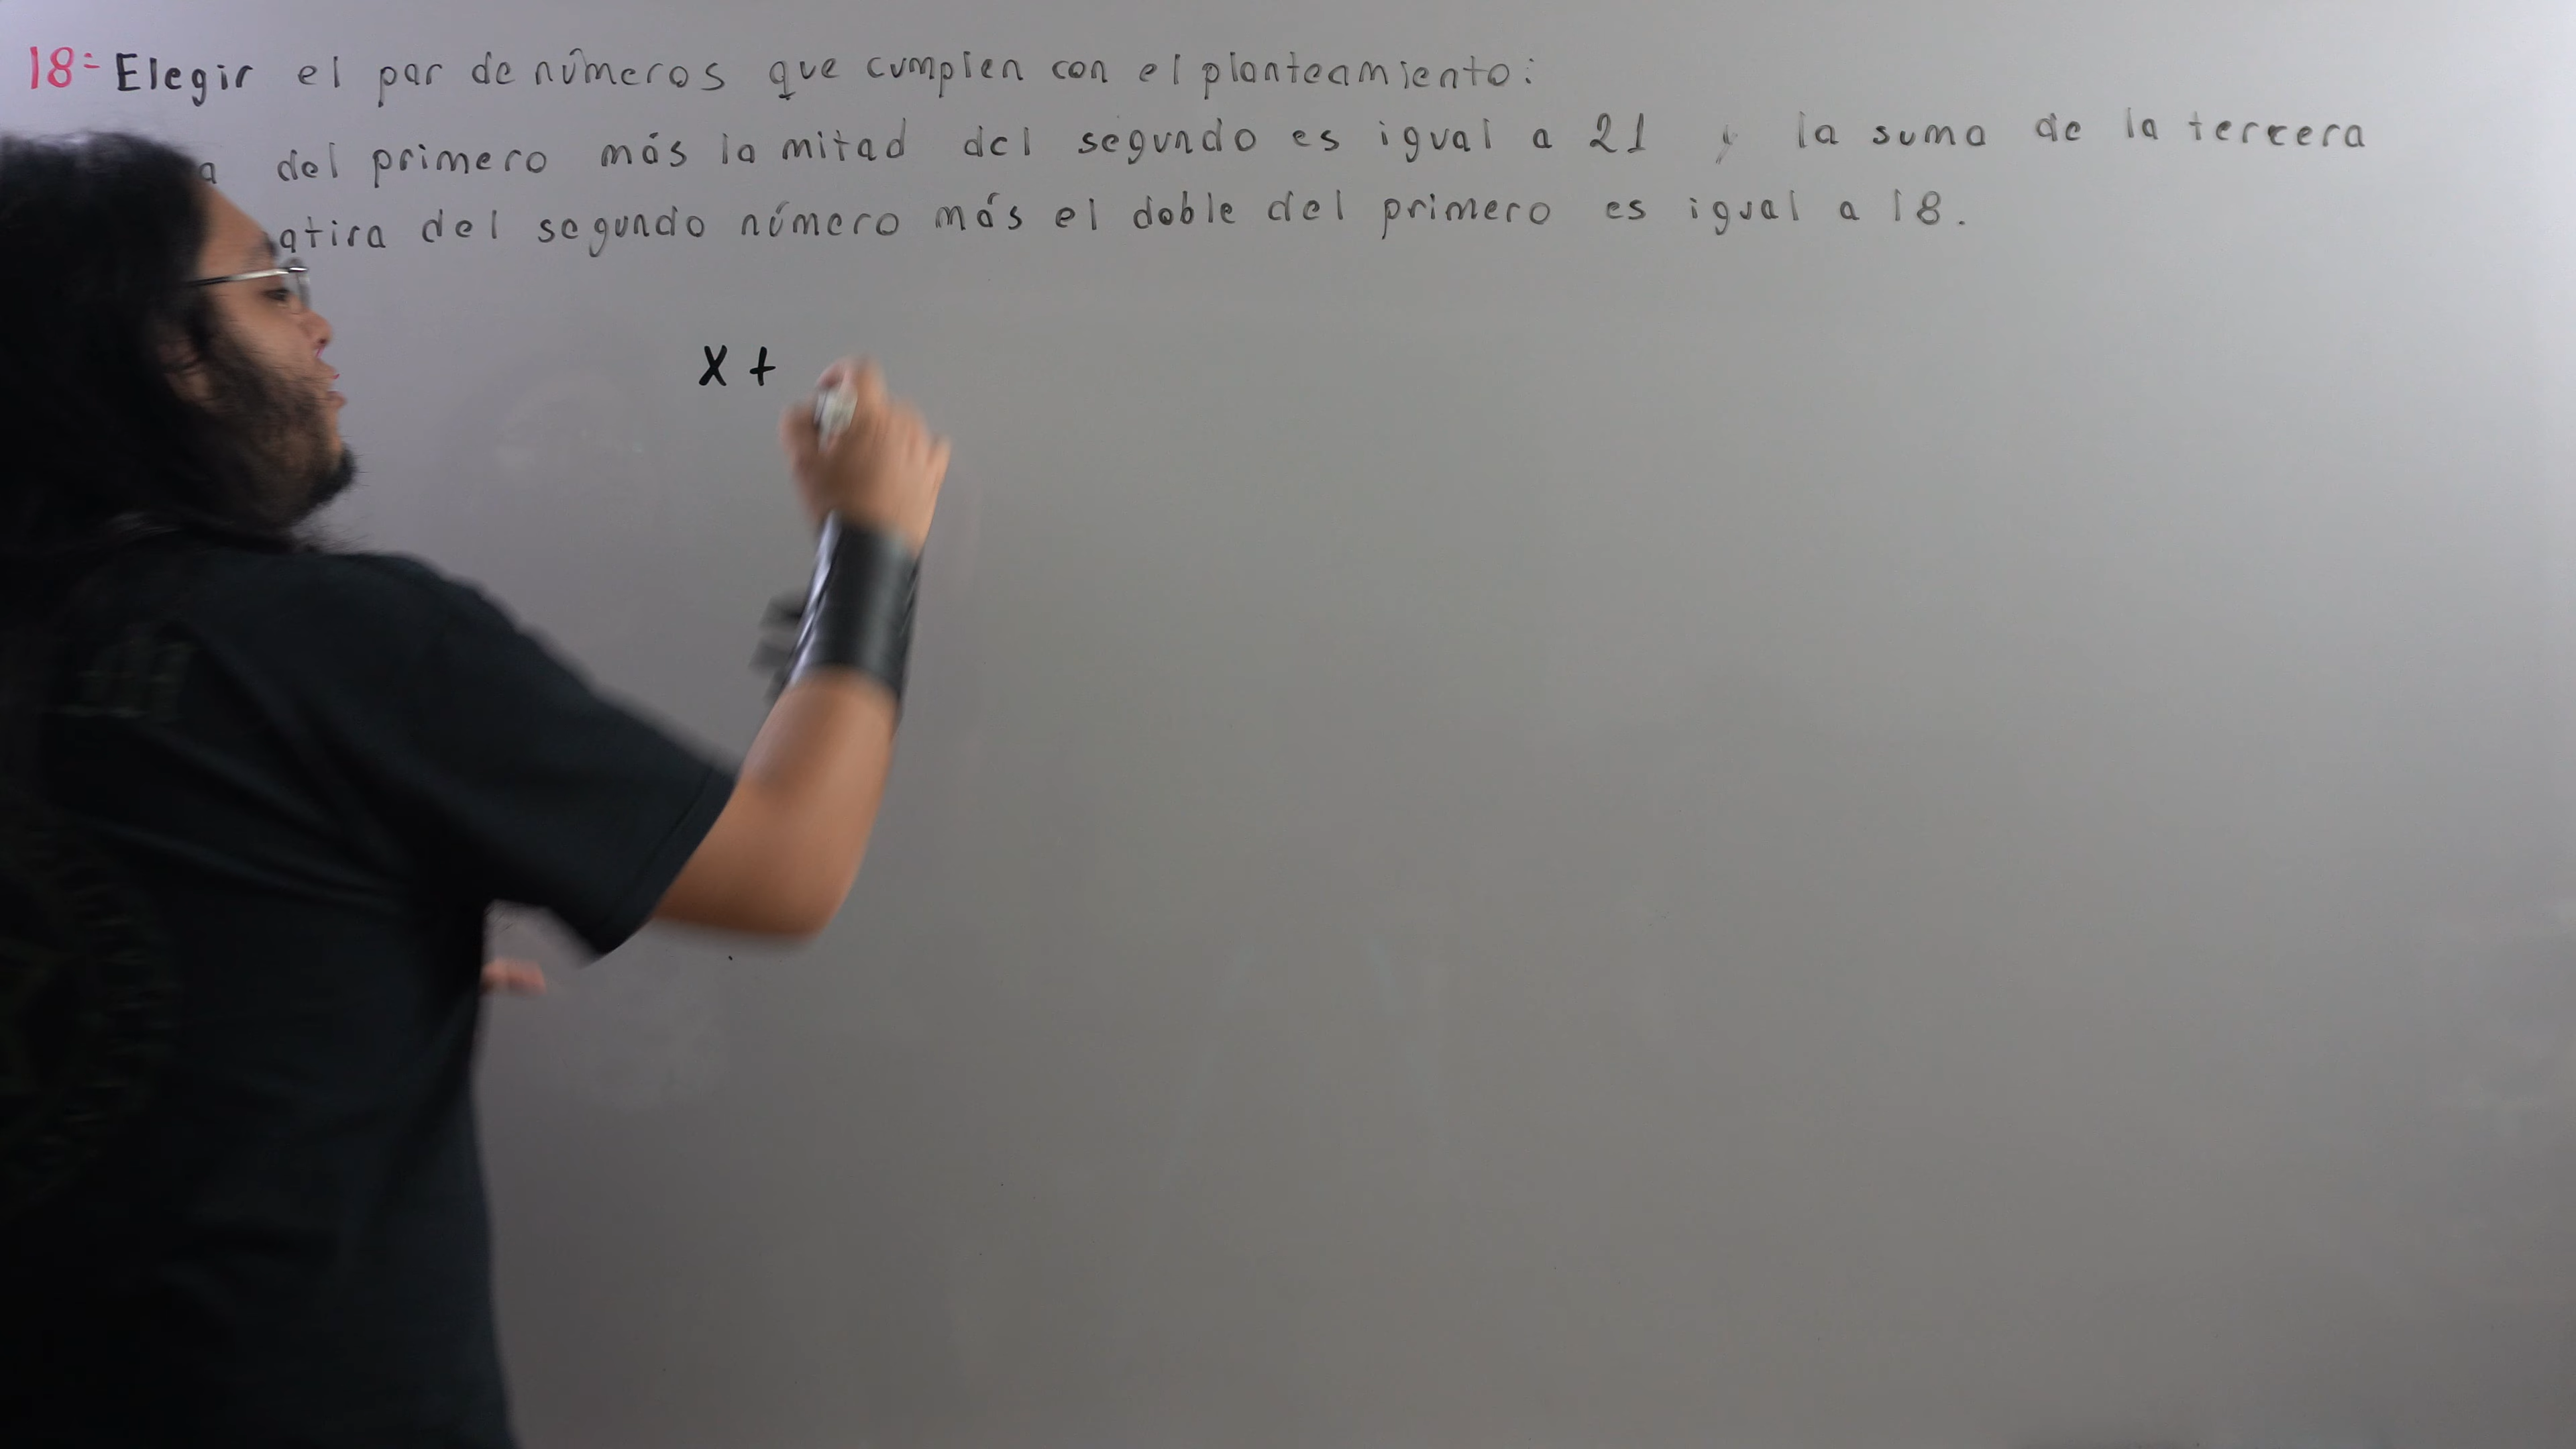 18= Elegir el par de números que cumplen con el planteamiento:
del primero más la mitad del segundo es igual a 21 y la suma de la tercera
del segundo número más el doble del primero es igual a 18.
x +